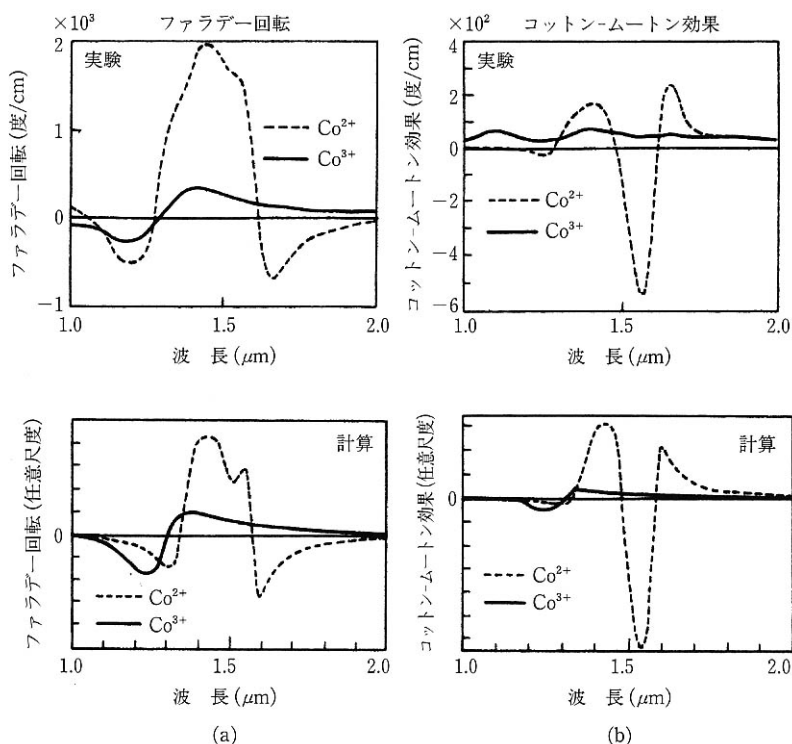 ファラデー回転
×10³
2
1
0
−1
ファラデー回転(度/cm)
実験
Co²⁺
Co³⁺
1.0 1.5 2.0
波 長(μm)
コットン-ムートン効果
×10²
4
2
0
−2
−4
−6
コットン-ムートン効果(度/cm)
実験
Co²⁺
Co³⁺
1.0 1.5 2.0
波 長(μm)
ファラデー回転(任意尺度)
0
計算
Co²⁺
Co³⁺
1.0 1.5 2.0
波 長(μm)
(a)
コットン-ムートン効果(任意尺度)
0
計算
Co²⁺
Co³⁺
1.0 1.5 2.0
波 長(μm)
(b)